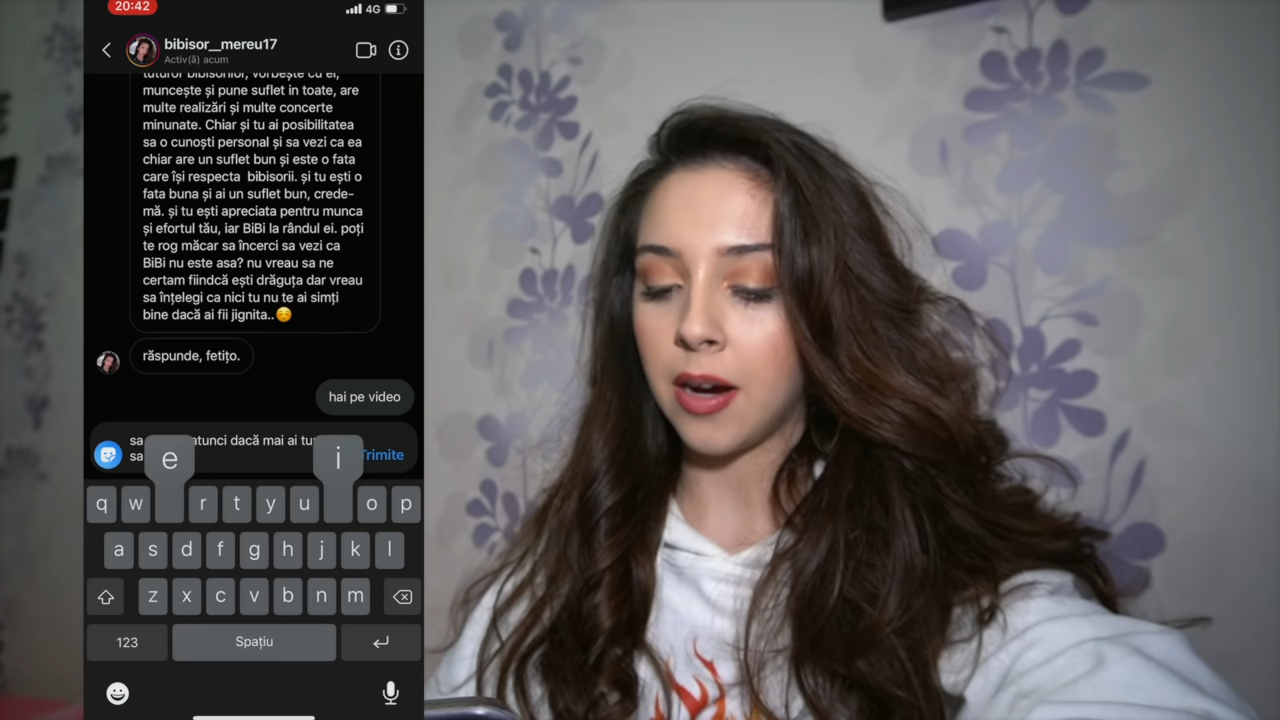 20:42
4G
bibisor__mereu17
Activ(ă) acum
tuturor bibisorilor, vorbește cu ei,
muncește și pune suflet in toate, are
multe realizări și multe concerte
minunate. Chiar și tu ai posibilitatea
sa o cunoști personal și sa vezi ca ea
chiar are un suflet bun și este o fata
care își respecta bibisorii. și tu ești o
fata buna și ai un suflet bun, crede-
mă. și tu ești apreciata pentru munca
și efortul tău, iar BiBi la rândul ei. poți
te rog măcar sa încerci sa vezi ca
BiBi nu este asa? nu vreau sa ne
certam fiindcă ești drăguța dar vreau
sa înțelegi ca nici tu nu te ai simți
bine dacă ai fii jignita..☺️
răspunde, fetițo.
hai pe video
sa atunci dacă mai ai
sa Trimite
e i
q w r t y u o p
a s d f g h j k l
z x c v b n m
123 Spațiu